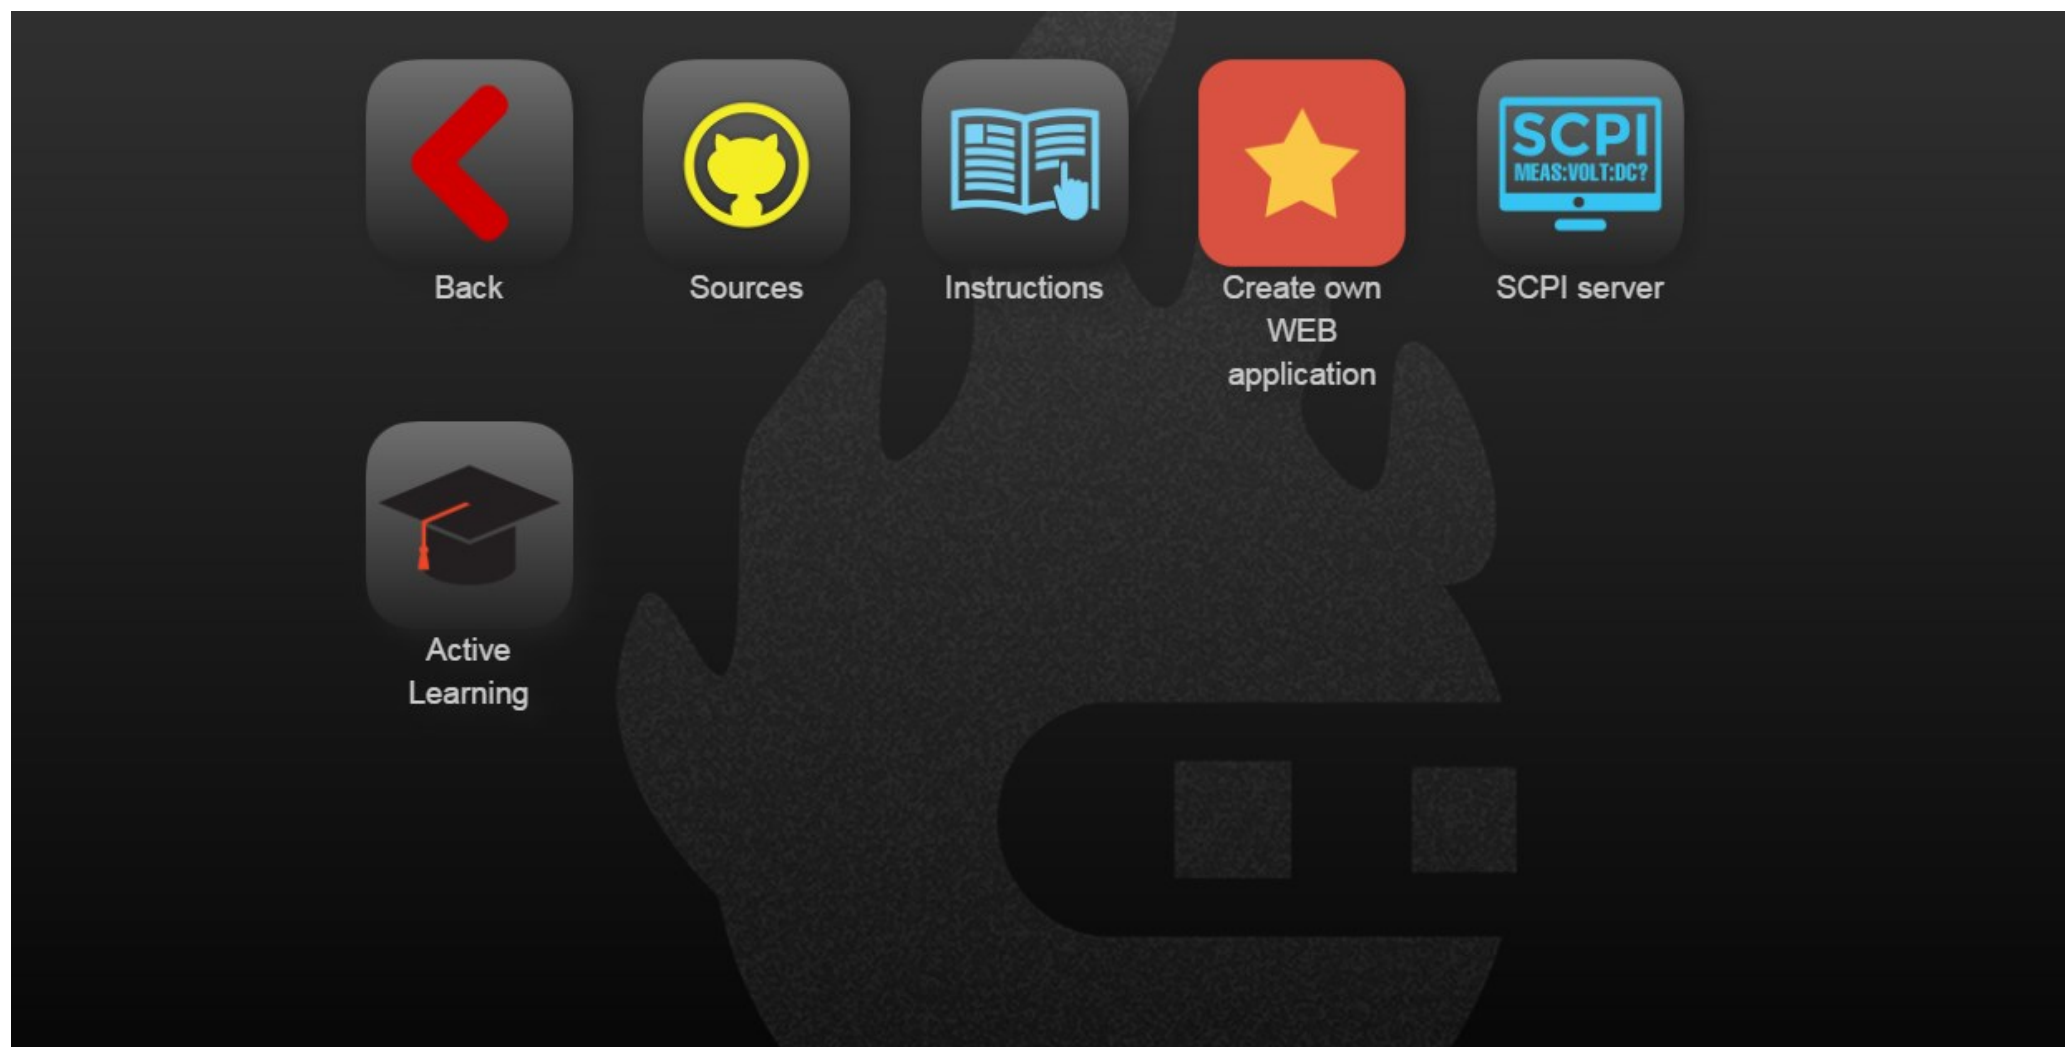 SCPI
MEAS:VOLT:DC?
Back
Sources
Instructions
Create own
WEB
application
SCPI server
Active
Learning